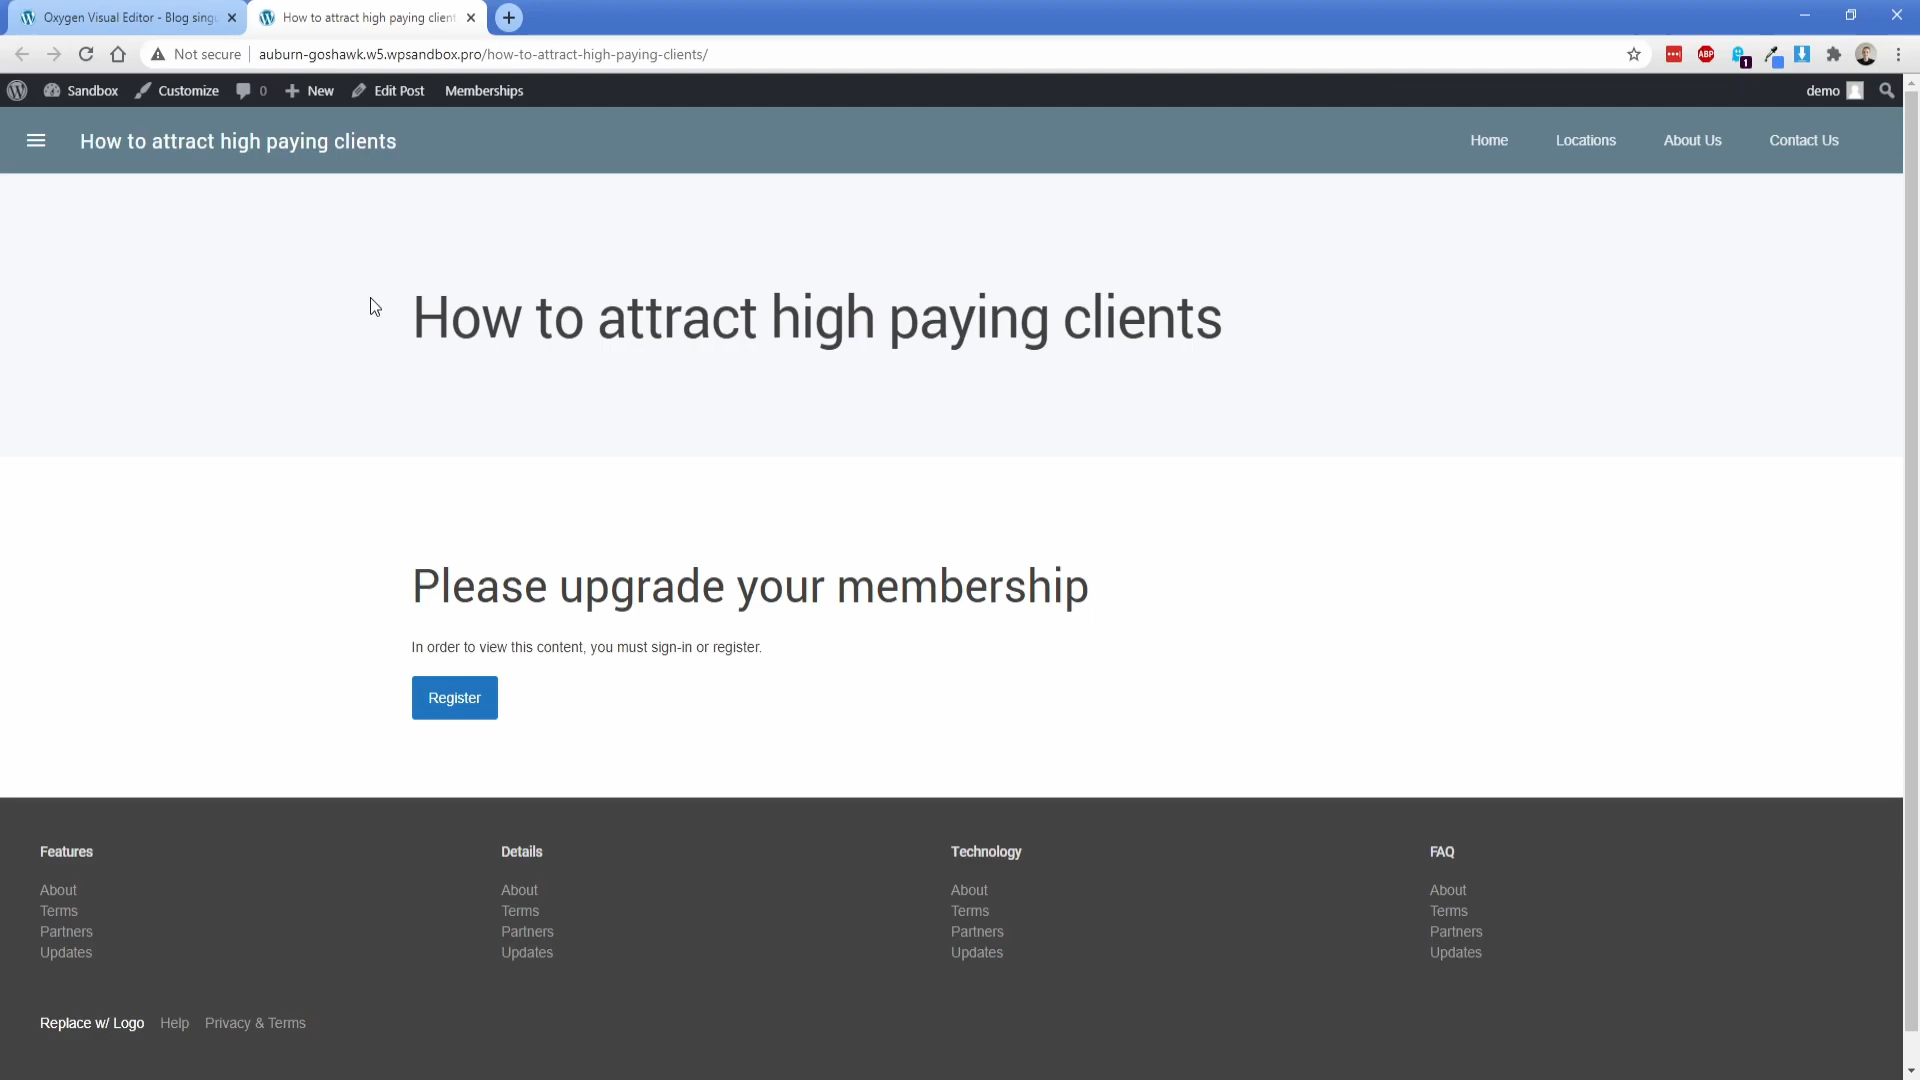 Oxygen Visual Editor - Blog singu
How to attract high paying client
Not secure
auburn-goshawk.w5.wpsandbox.pro/how-to-attract-high-paying-clients/
ABP
1
Sandbox
Customize
0
New
Edit Post
Memberships
demo
How to attract high paying clients
Home
Locations
About Us
Contact Us
How to attract high paying clients
Please upgrade your membership
In order to view this content, you must sign-in or register.
Register
Features
About
Terms
Partners
Updates
Details
About
Terms
Partners
Updates
Technology
About
Terms
Partners
Updates
FAQ
About
Terms
Partners
Updates
Replace w/ Logo
Help
Privacy & Terms